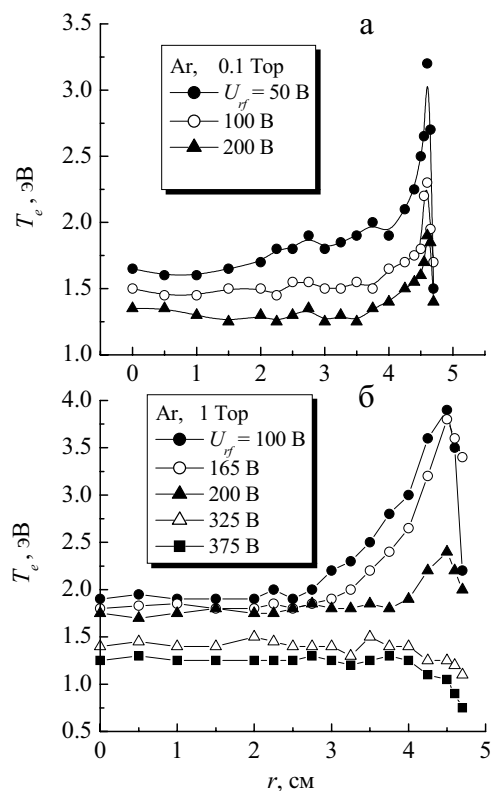 а
Ar, 0.1 Тор
U_rf = 50 В
100 В
200 В
3.5
3.0
2.5
2.0
1.5
1.0
T_e, эВ
0 1 2 3 4 5
б
Ar, 1 Тор
U_rf = 100 В
165 В
200 В
325 В
375 В
4.0
3.5
3.0
2.5
2.0
1.5
1.0
0.5
T_e, эВ
0 1 2 3 4 5
r, см